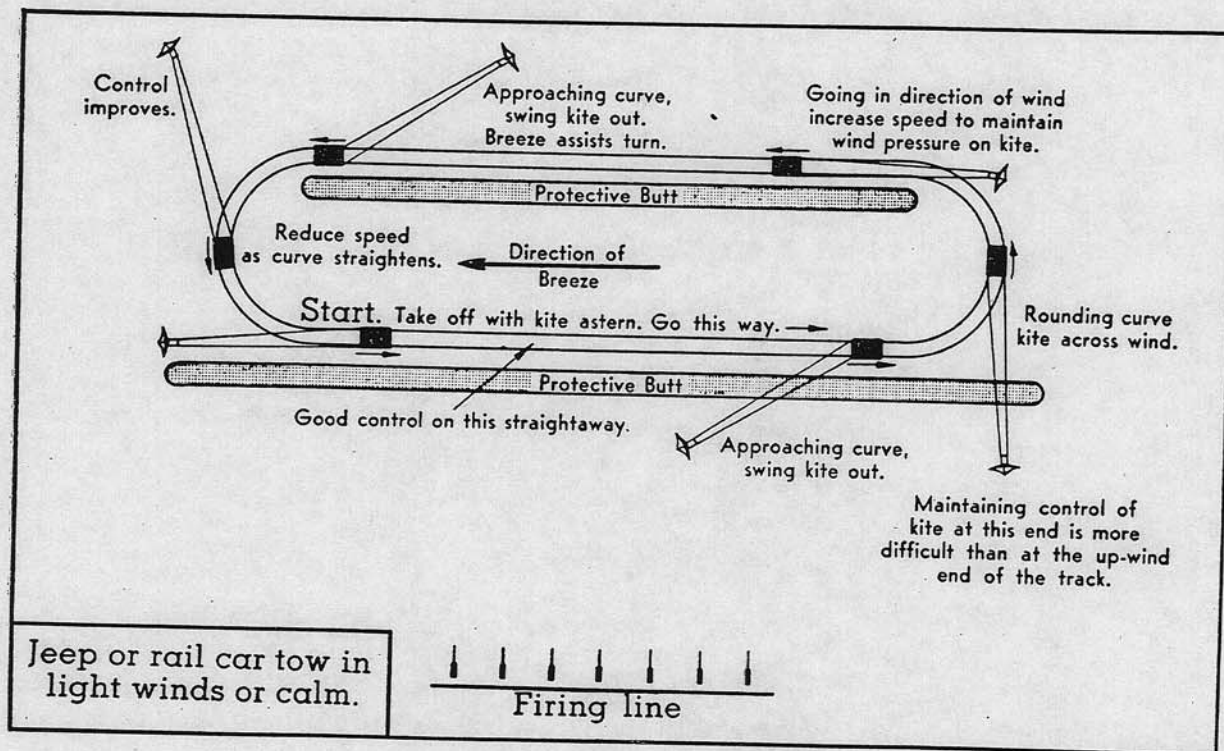 Control
improves.
Approaching curve,
swing kite out.
Breeze assists turn.
Going in direction of wind
increase speed to maintain
wind pressure on kite.
Protective Butt
Reduce speed
as curve straightens.
Direction of
Breeze
Start. Take off with kite astern. Go this way.
Rounding curve
kite across wind.
Protective Butt
Good control on this straightaway.
Approaching curve,
swing kite out.
Maintaining control of
kite at this end is more
difficult than at the up-wind
end of the track.
Jeep or rail car tow in
light winds or calm.
Firing line